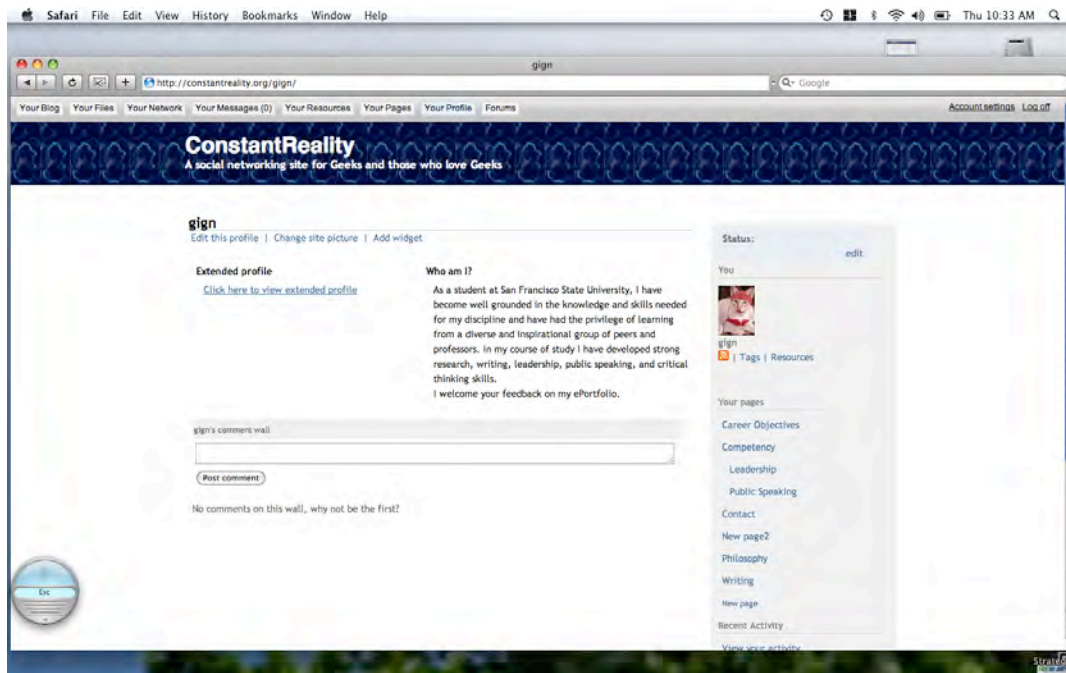 Safari File Edit View History Bookmarks Window Help
Thu 10:33 AM
gign
http://constantreality.org/gign/
Google
Your Blog Your Files Your Network Your Messages (0) Your Resources Your Pages Your Profile Forums
Account settings Log off
ConstantReality
A social networking site for Geeks and those who love Geeks
gign
Edit this profile | Change site picture | Add widget
Extended profile
Click here to view extended profile
Who am I?
As a student at San Francisco State University, I have
become well grounded in the knowledge and skills needed
for my discipline and have had the privilege of learning
from a diverse and inspirational group of peers and
professors. In my course of study I have developed strong
research, writing, leadership, public speaking, and critical
thinking skills.
I welcome your feedback on my ePortfolio.
gign's comment wall
Post comment
No comments on this wall, why not be the first?
Status:
edit
You
gign
| Tags | Resources
Your pages
Career Objectives
Competency
Leadership
Public Speaking
Contact
New page2
Philosophy
Writing
New page
Recent Activity
View your activity
Esc